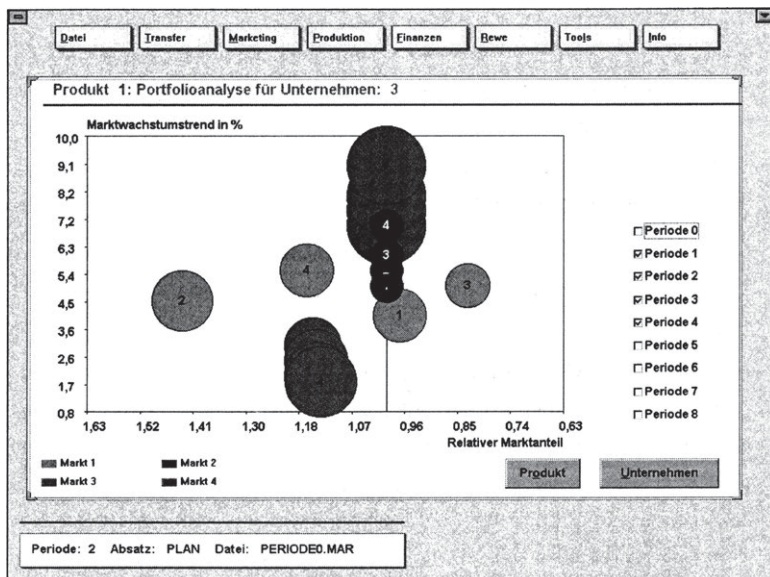 Datei Transfer Marketing Produktion Finanzen Rewe Tools Info
Produkt 1: Portfolioanalyse für Unternehmen: 3
Marktwachstumstrend in %
10,0
9,1
8,2
7,2
6,3
5,4
4,5
3,6
2,6
1,7
0,8
4
3
4
2
3
1
1,63 1,52 1,41 1,30 1,18 1,07 0,96 0,85 0,74 0,63
Relativer Marktanteil
Periode 0
Periode 1
Periode 2
Periode 3
Periode 4
Periode 5
Periode 6
Periode 7
Periode 8
Markt 1 Markt 2
Markt 3 Markt 4
Produkt Unternehmen
Periode: 2 Absatz: PLAN Datei: PERIODE0.MAR